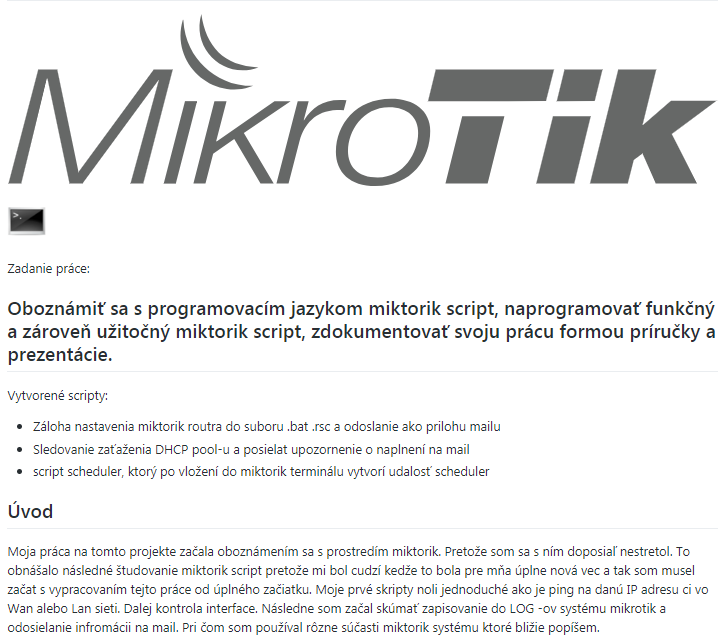 MikroTik
>_
Zadanie práce:
Oboznámiť sa s programovacím jazykom miktorik script, naprogramovať funkčný
a zároveň užitočný miktorik script, zdokumentovať svoju prácu formou príručky a
prezentácie.
Vytvorené scripty:
• Záloha nastavenia miktorik routra do suboru .bat .rsc a odoslanie ako prilohu mailu
• Sledovanie zaťaženia DHCP pool-u a posielat upozornenie o naplnení na mail
• script scheduler, ktorý po vložení do miktorik terminálu vytvorí udalosť scheduler
Úvod
Moja práca na tomto projekte začala oboznámením sa s prostredím miktorik. Pretože som sa s ním doposiaľ nestretol. To
obnášalo následné študovanie miktorik script pretože mi bol cudzí kedže to bola pre mňa úplne nová vec a tak som musel
začat s vypracovaním tejto práce od úplného začiatku. Moje prvé skripty noli jednoduché ako je ping na danú IP adresu ci vo
Wan alebo Lan sieti. Dalej kontrola interface. Následne som začal skúmať zapisovanie do LOG -ov systému mikrotik a
odosielanie infromácii na mail. Pri čom som používal rôzne súčasti miktorik systému ktoré bližie popíšem.